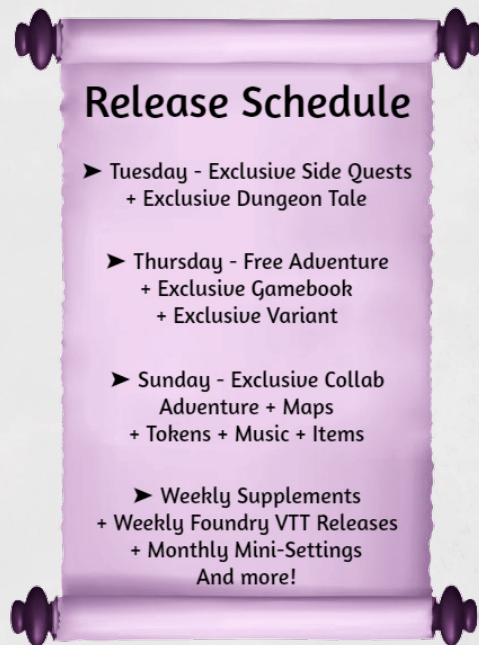 Release Schedule
➤ Tuesday - Exclusive Side Quests
+ Exclusive Dungeon Tale
➤ Thursday - Free Adventure
+ Exclusive Gamebook
+ Exclusive Variant
➤ Sunday - Exclusive Collab
Adventure + Maps
+ Tokens + Music + Items
➤ Weekly Supplements
+ Weekly Foundry VTT Releases
+ Monthly Mini-Settings
And more!